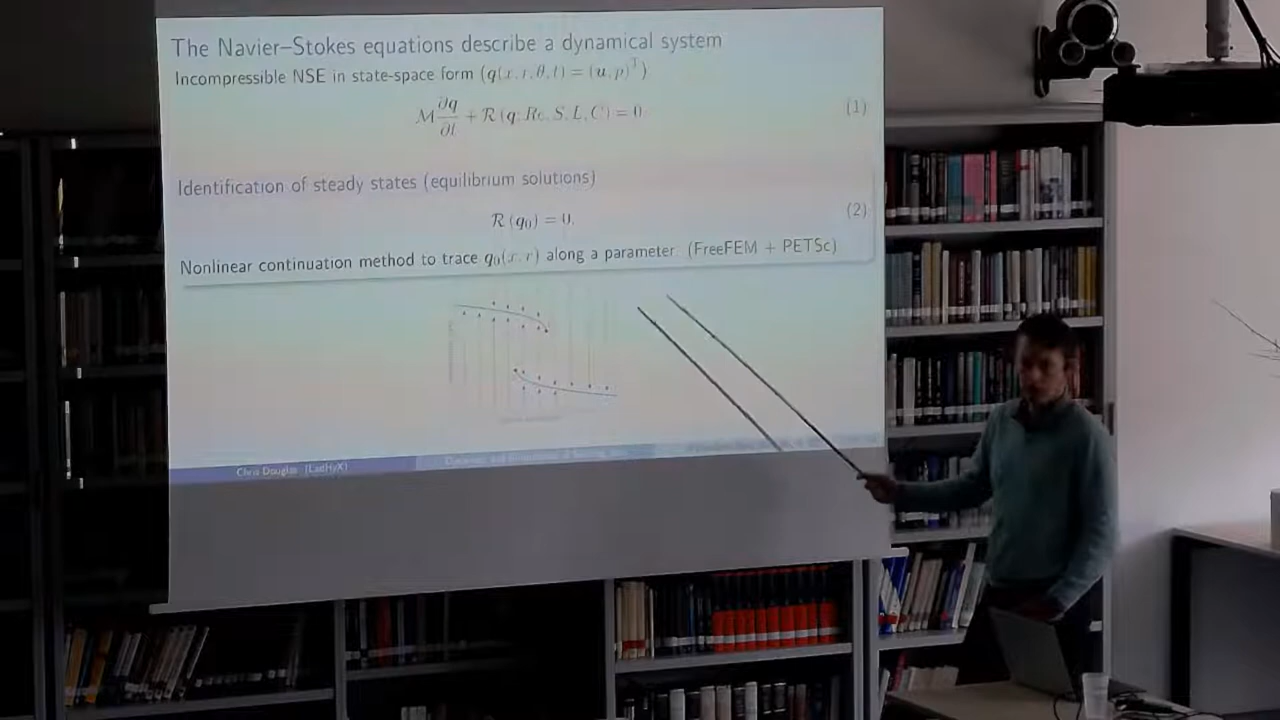 The Navier–Stokes equations describe a dynamical system
Incompressible NSE in state-space form (q(x, r, θ, t) = (u, p)ᵀ)
M ∂q/∂t + R (q; Re, S, L, C) = 0 (1)
Identification of steady states (equilibrium solutions)
R (q₀) = 0. (2)
Nonlinear continuation method to trace q₀(x, r) along a parameter (FreeFEM + PETSc)
Chris Douglas (LadHyX)